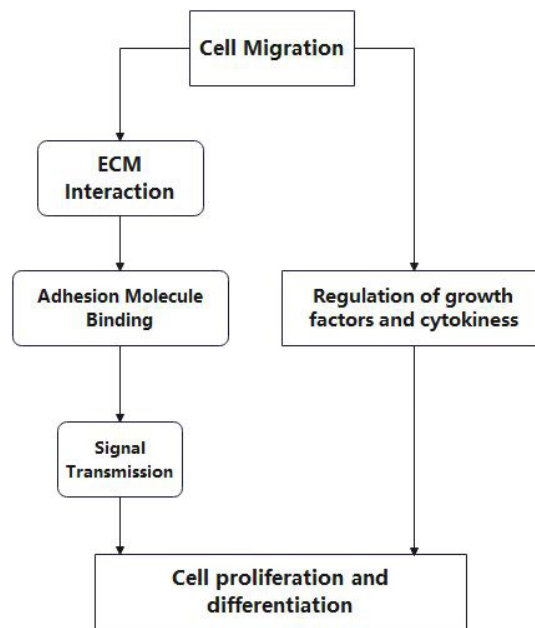 Cell Migration
ECM
Interaction
Adhesion Molecule
Binding
Regulation of growth
factors and cytokiness
Signal
Transmission
Cell proliferation and
differentiation